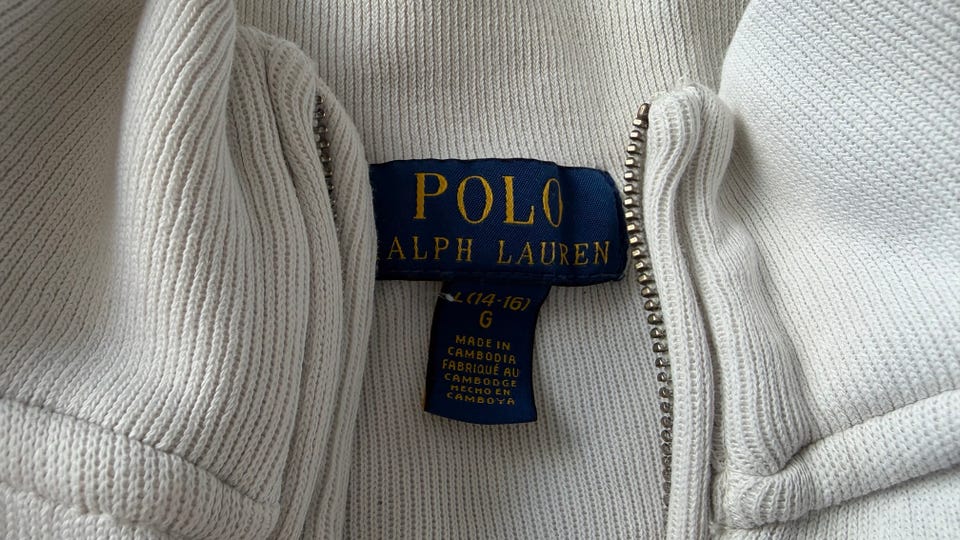 POLO
RALPH LAUREN
L (14-16)
G
MADE IN
CAMBODIA
FABRIQUÉ AU
CAMBODGE
HECHO EN
CAMBOYA